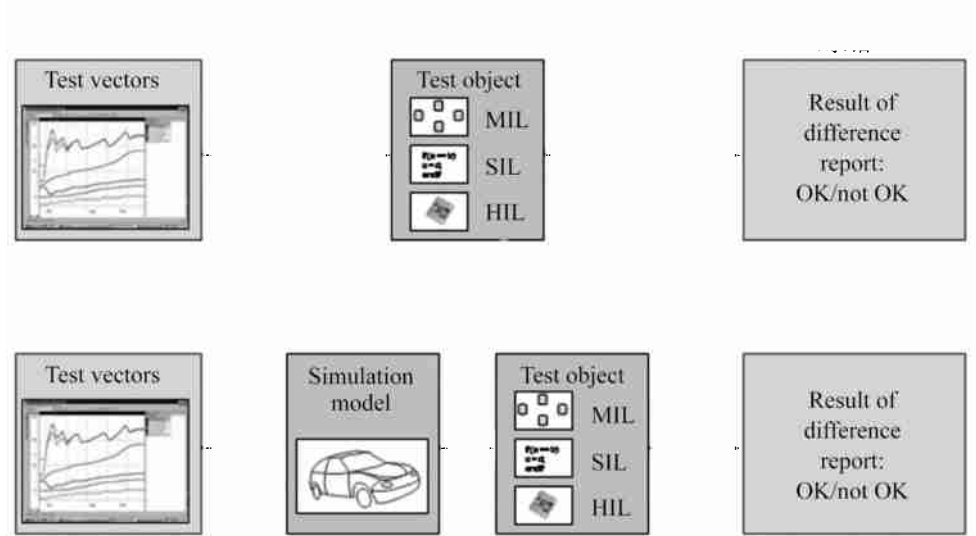 Test vectors
Test object
MIL
SIL
HIL
Result of
difference
report:
OK/not OK
Test vectors
Simulation
model
Test object
MIL
SIL
HIL
Result of
difference
report:
OK/not OK